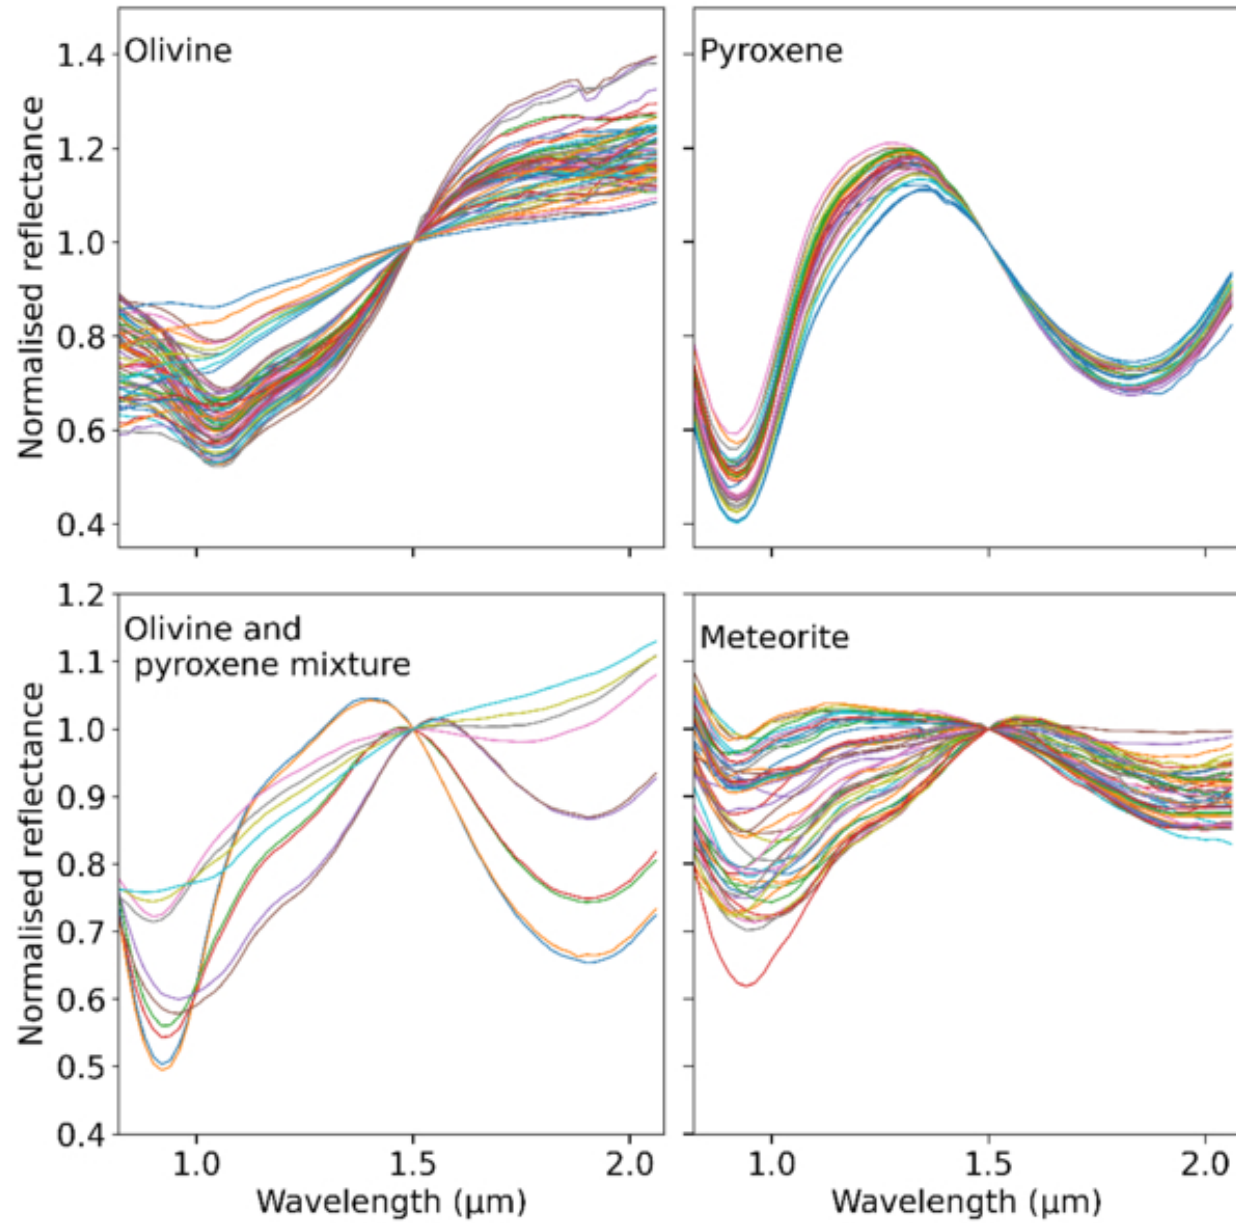 Olivine
Pyroxene
Normalised reflectance
1.4
1.2
1.0
0.8
0.6
0.4
Olivine and
pyroxene mixture
Meteorite
Normalised reflectance
1.2
1.1
1.0
0.9
0.8
0.7
0.6
0.5
0.4
1.0
1.5
2.0
1.0
1.5
2.0
Wavelength (μm)
Wavelength (μm)